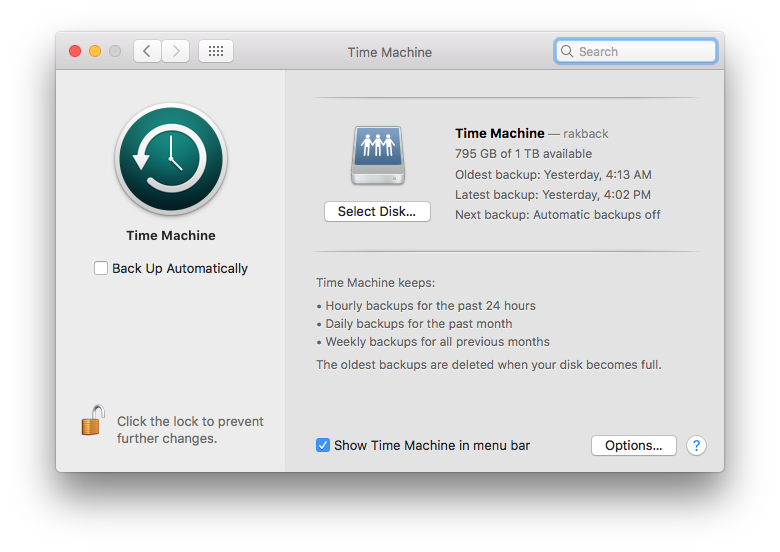 Time Machine
Search
Time Machine
Back Up Automatically
Click the lock to prevent
further changes.
Select Disk...
Time Machine — rakback
795 GB of 1 TB available
Oldest backup: Yesterday, 4:13 AM
Latest backup: Yesterday, 4:02 PM
Next backup: Automatic backups off
Time Machine keeps:
• Hourly backups for the past 24 hours
• Daily backups for the past month
• Weekly backups for all previous months
The oldest backups are deleted when your disk becomes full.
Show Time Machine in menu bar
Options...
?